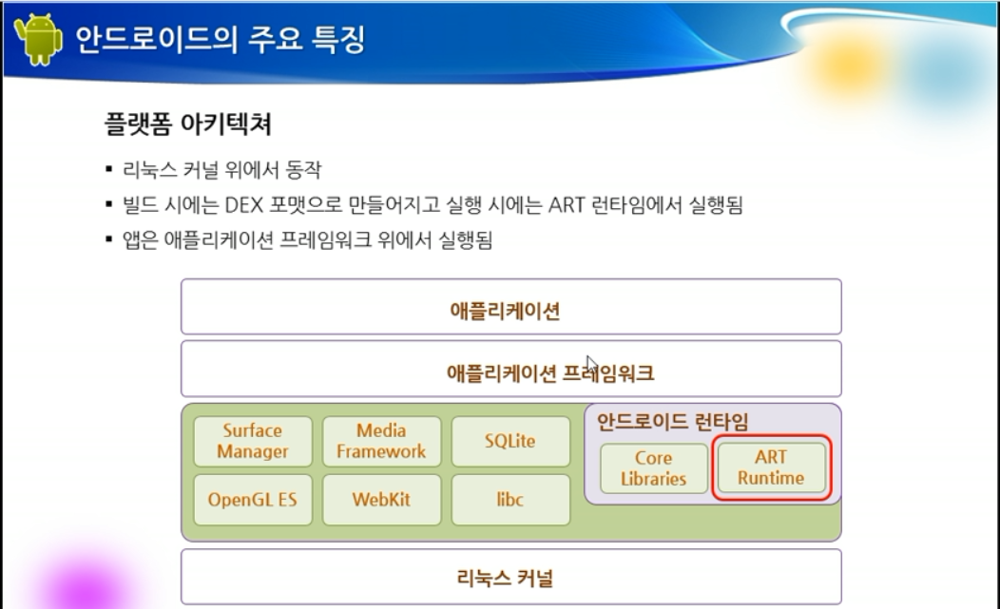 안드로이드의 주요 특징
플랫폼 아키텍쳐
▪ 리눅스 커널 위에서 동작
▪ 빌드 시에는 DEX 포맷으로 만들어지고 실행 시에는 ART 런타임에서 실행됨
▪ 앱은 애플리케이션 프레임워크 위에서 실행됨
애플리케이션
애플리케이션 프레임워크
Surface
Manager
Media
Framework
SQLite
OpenGL ES
WebKit
libc
안드로이드 런타임
Core
Libraries
ART
Runtime
리눅스 커널